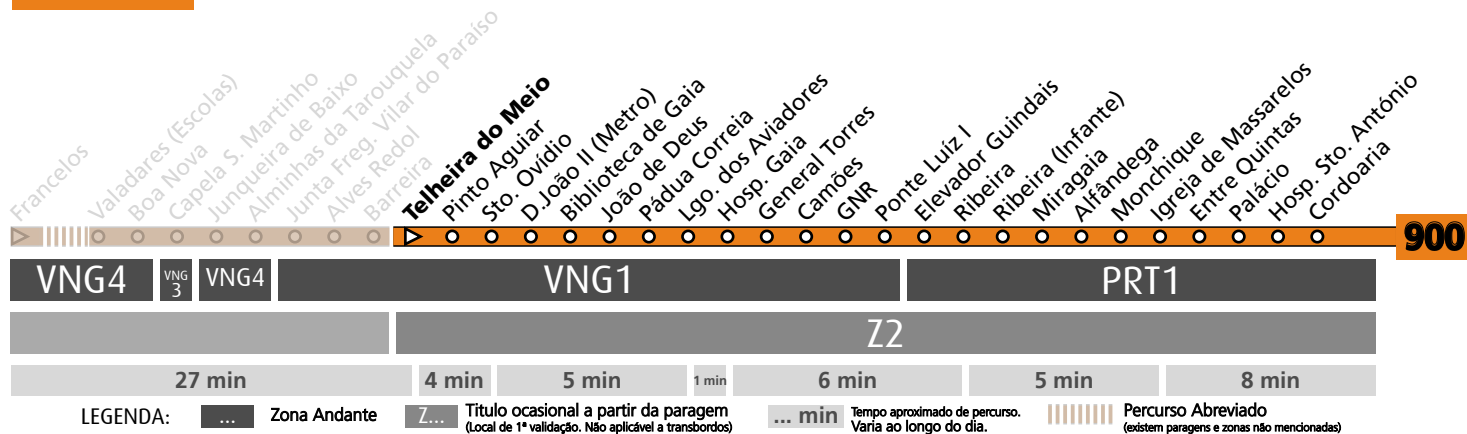 Francelos
Valadares (Escolas)
Boa Nova
Capela S. Martinho
Junqueira de Baixo
Alminhas da Tarouquela
Junta Freg. Vilar do Paraíso
Alves Redol
Barreira
Telheira do Meio
Pinto Aguiar
Sto. Ovídio
D.João II (Metro)
Biblioteca de Gaia
João de Deus
Pádua Correia
Lgo. dos Aviadores
Hosp. Gaia
General Torres
Camões
GNR
Ponte Luíz I
Elevador Guindais
Ribeira
Ribeira (Infante)
Miragaia
Alfândega
Monchique
Igreja de Massarelos
Entre Quintas
Palácio
Hosp. Sto. António
Cordoaria
900
VNG4 VNG 3 VNG4 VNG1 PRT1
Z2
27 min 4 min 5 min 1 min 6 min 5 min 8 min
LEGENDA: ... Zona Andante Z... Titulo ocasional a partir da paragem ... min Tempo aproximado de percurso. Percurso Abreviado
(Local de 1ª validação. Não aplicável a transbordos) Varia ao longo do dia. (existem paragens e zonas não mencionadas)